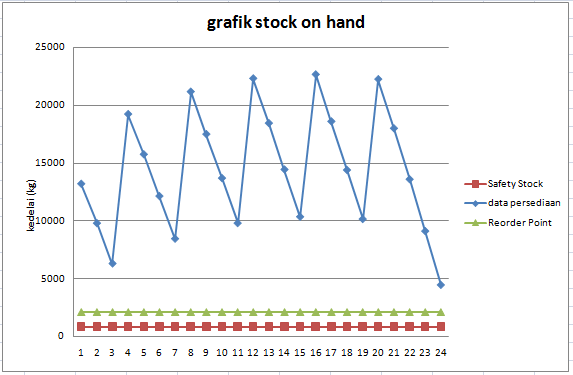 grafik stock on hand
25000
20000
15000
10000
5000
0
kedelai (kg)
1 2 3 4 5 6 7 8 9 10 11 12 13 14 15 16 17 18 19 20 21 22 23 24
Safety Stock
data persediaan
Reorder Point